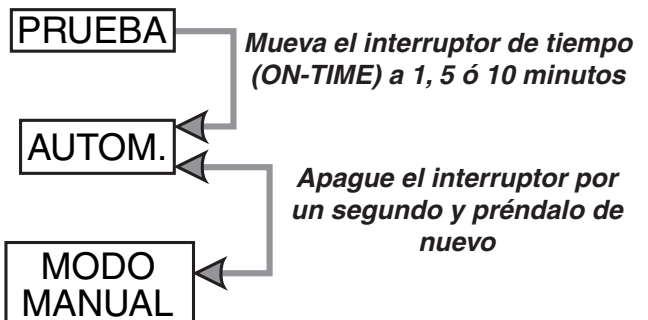 PRUEBA
Mueva el interruptor de tiempo
(ON-TIME) a 1, 5 ó 10 minutos
AUTOM.
Apague el interruptor por
un segundo y préndalo de
nuevo
MODO
MANUAL